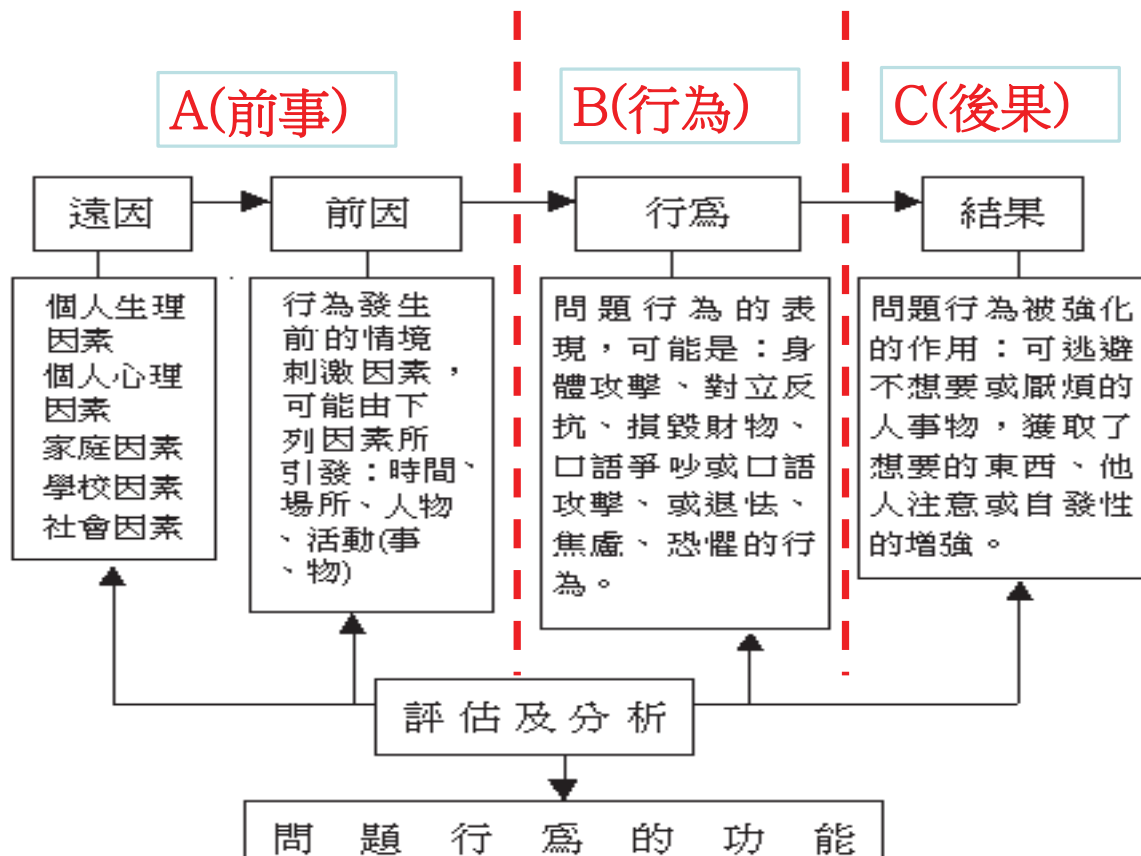 A(前事)
B(行為)
C(後果)
遠因
前因
行爲
結果
個人生理
因素
個人心理
因素
家庭因素
學校因素
社會因素
行為發生
前的情境
刺激因素，
可能由下
列因素所
引發：時間、
場所、人物
、活動(事
、物)
問題行為的表
現，可能是：身
體攻擊、對立反
抗、損毀財物、
口語爭吵或口語
攻擊、或退怯、
焦慮、恐懼的行
為。
問題行為被強化
的作用：可逃避
不想要或厭煩的
人事物，獲取了
想要的東西、他
人注意或自發性
的增強。
評估及分析
問題行爲的功能